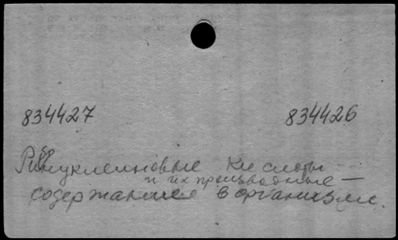 834427 834426
Рибонуклеиновые кислоты
и их производные —
содержание в организме.